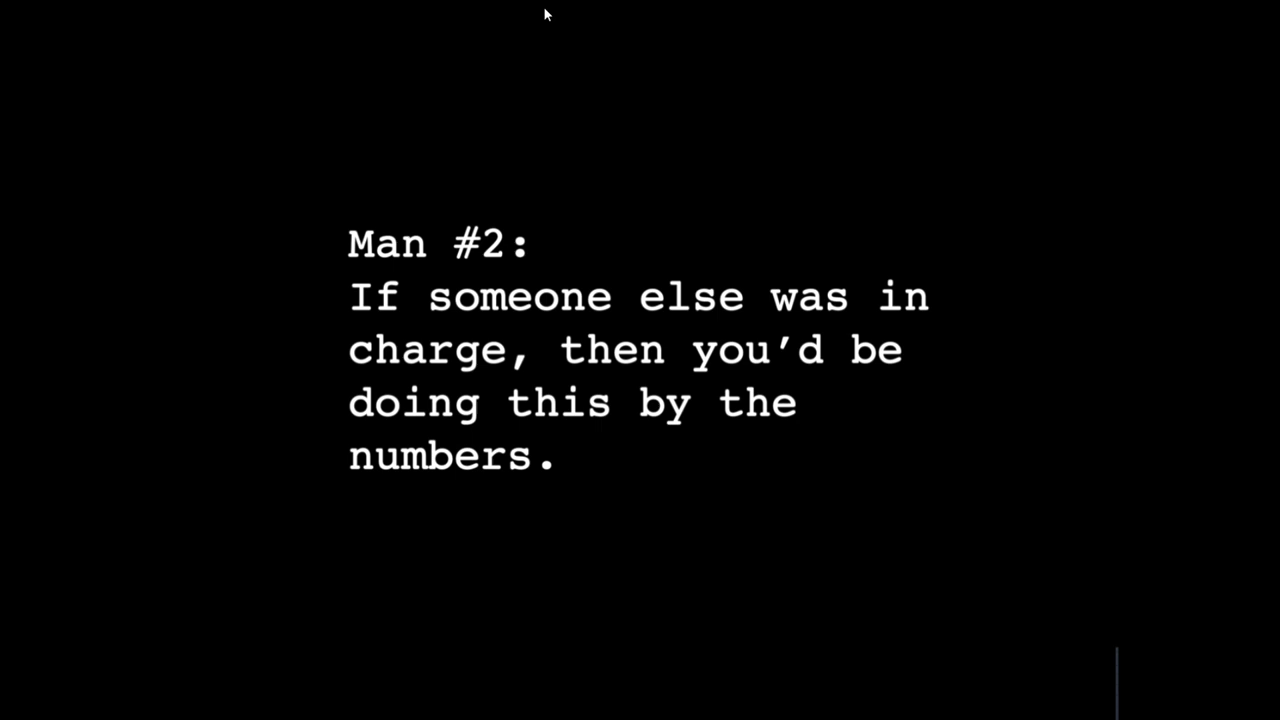 Man #2:
If someone else was in
charge, then you’d be
doing this by the
numbers.